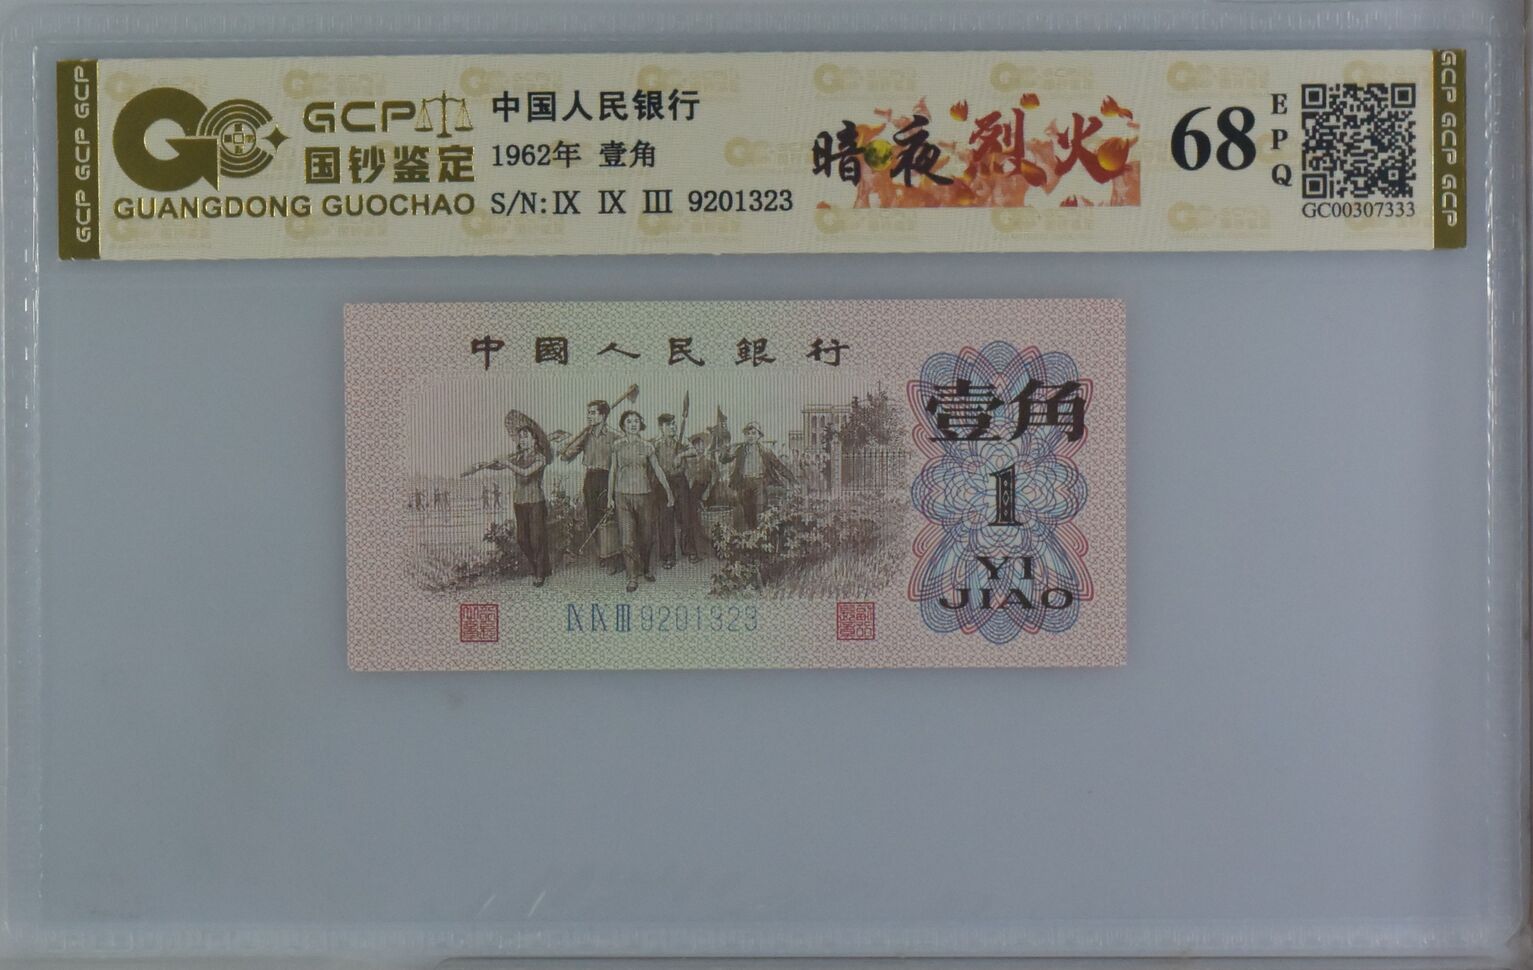 GCP GCP GCP
GCP
国钞鉴定
GUANGDONG GUOCHAO
中国人民银行
1962年 壹角
S/N: IX IX III 9201323
暗夜烈火
68
EPQ
GC00307333
GCP GCP GCP
中國人民銀行
壹角
1
YI
JIAO
IX IX III 9201323